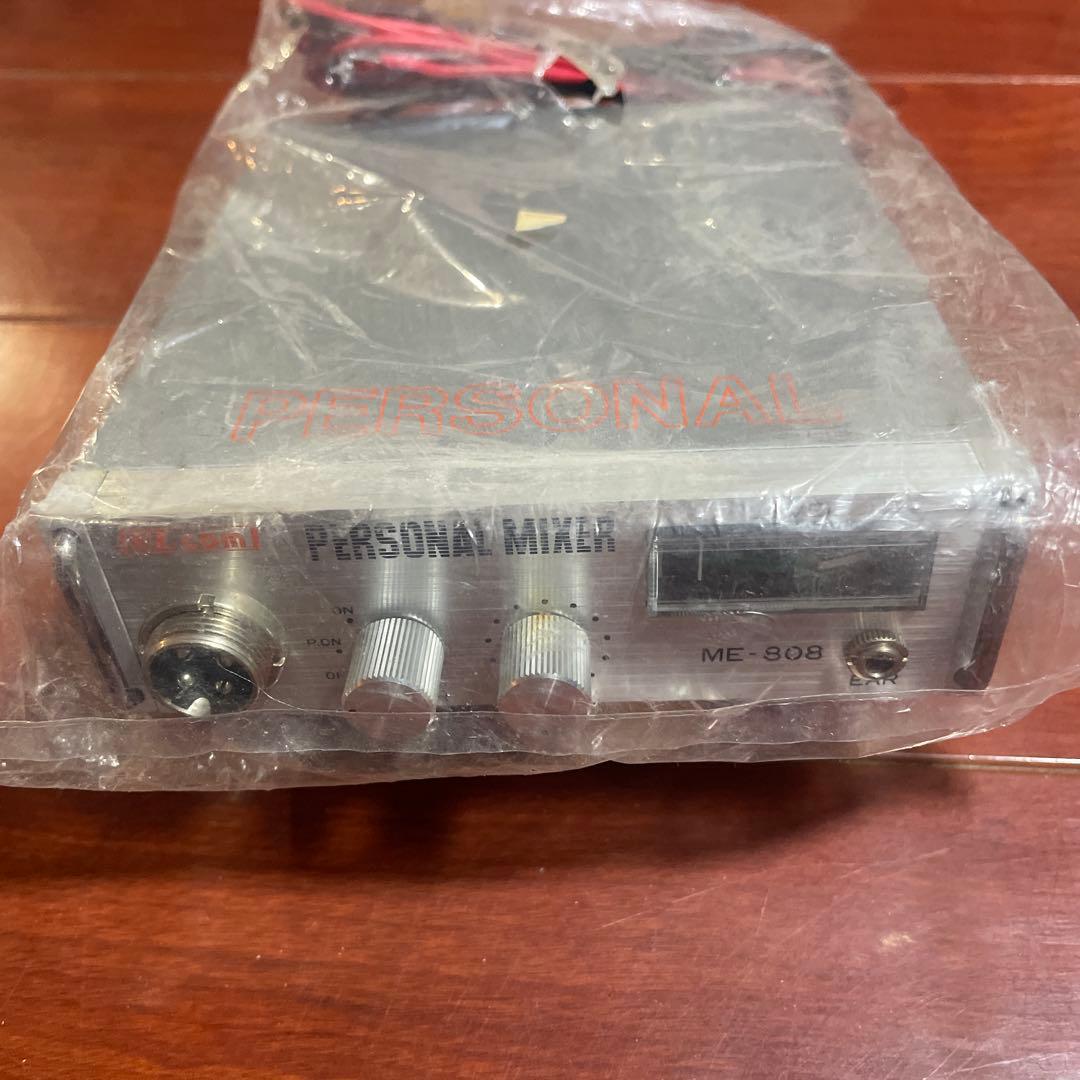 PERSONAL
PERSONAL MIXER
ON
P.ON
ME-808
EAR